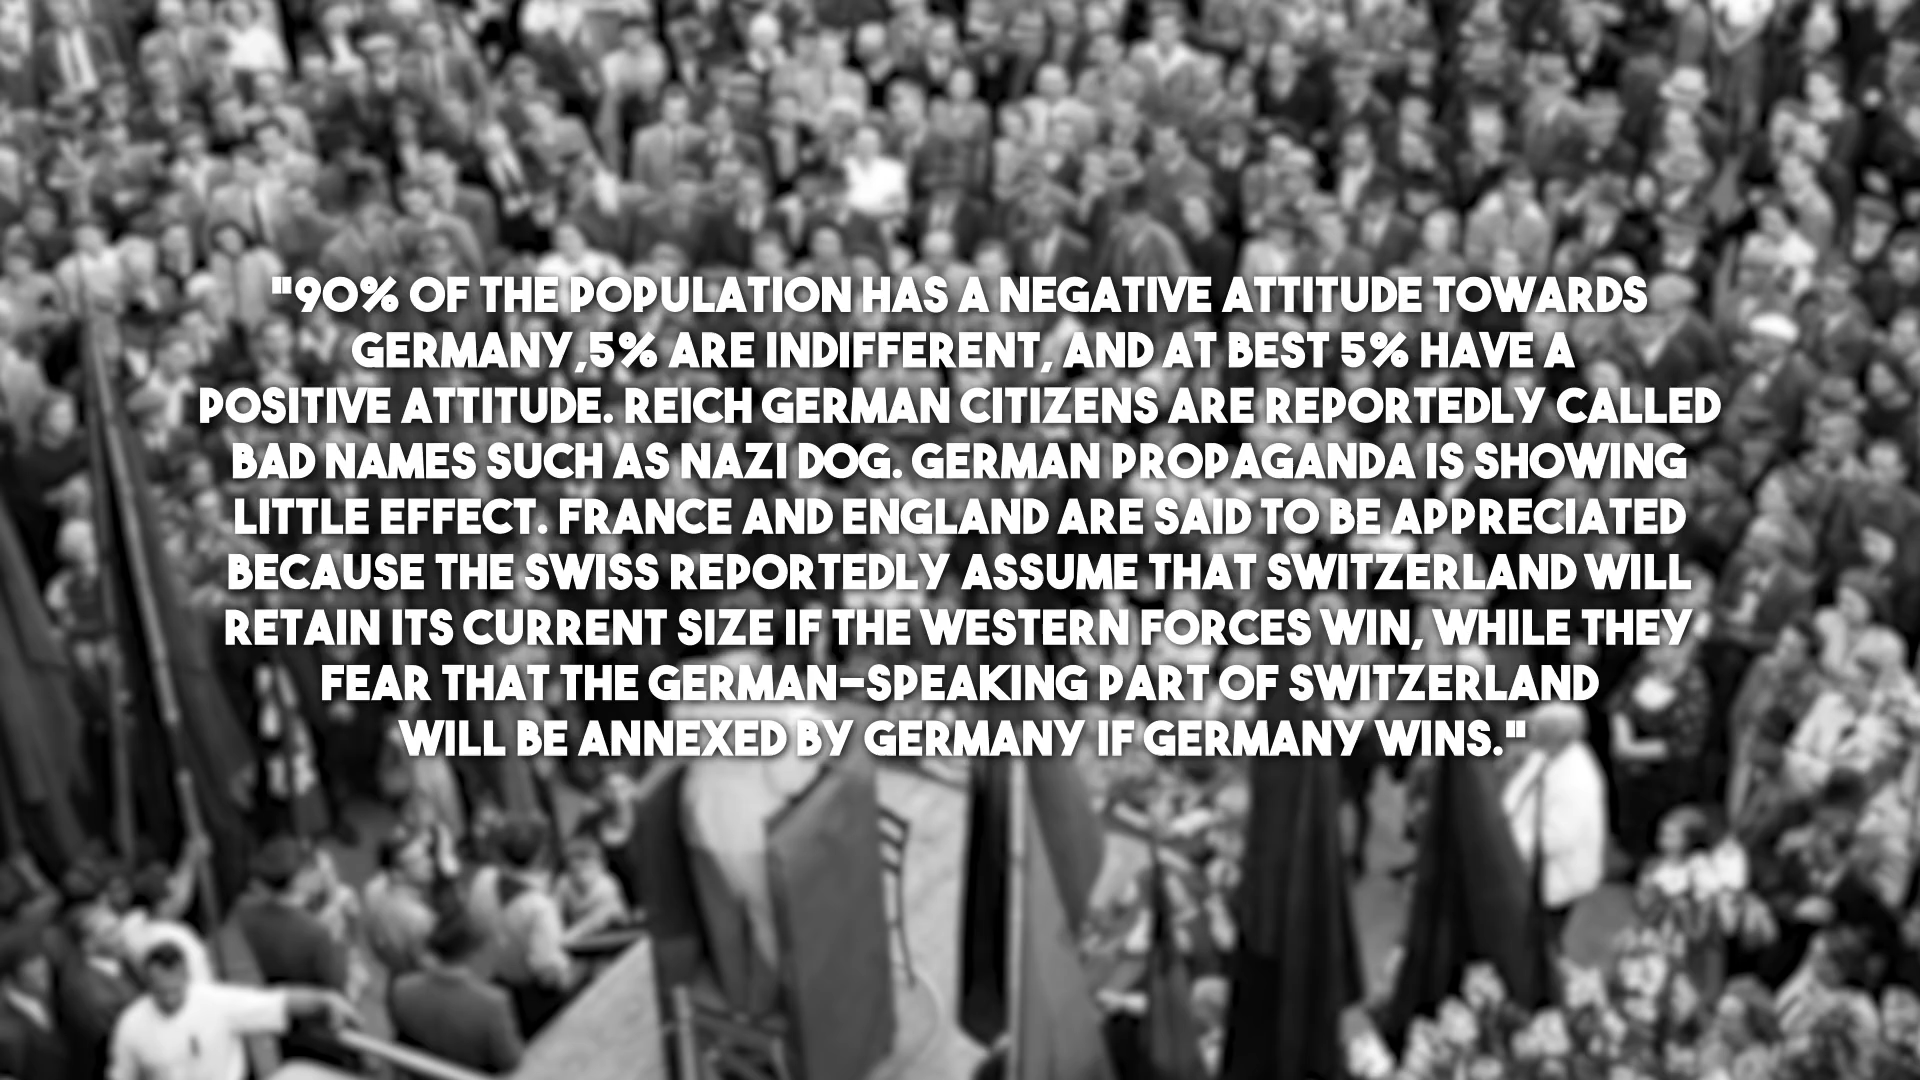 "90% OF THE POPULATION HAS A NEGATIVE ATTITUDE TOWARDS
GERMANY,5% ARE INDIFFERENT, AND AT BEST 5% HAVE A
POSITIVE ATTITUDE. REICH GERMAN CITIZENS ARE REPORTEDLY CALLED
BAD NAMES SUCH AS NAZI DOG. GERMAN PROPAGANDA IS SHOWING
LITTLE EFFECT. FRANCE AND ENGLAND ARE SAID TO BE APPRECIATED
BECAUSE THE SWISS REPORTEDLY ASSUME THAT SWITZERLAND WILL
RETAIN ITS CURRENT SIZE IF THE WESTERN FORCES WIN, WHILE THEY
FEAR THAT THE GERMAN-SPEAKING PART OF SWITZERLAND
WILL BE ANNEXED BY GERMANY IF GERMANY WINS."